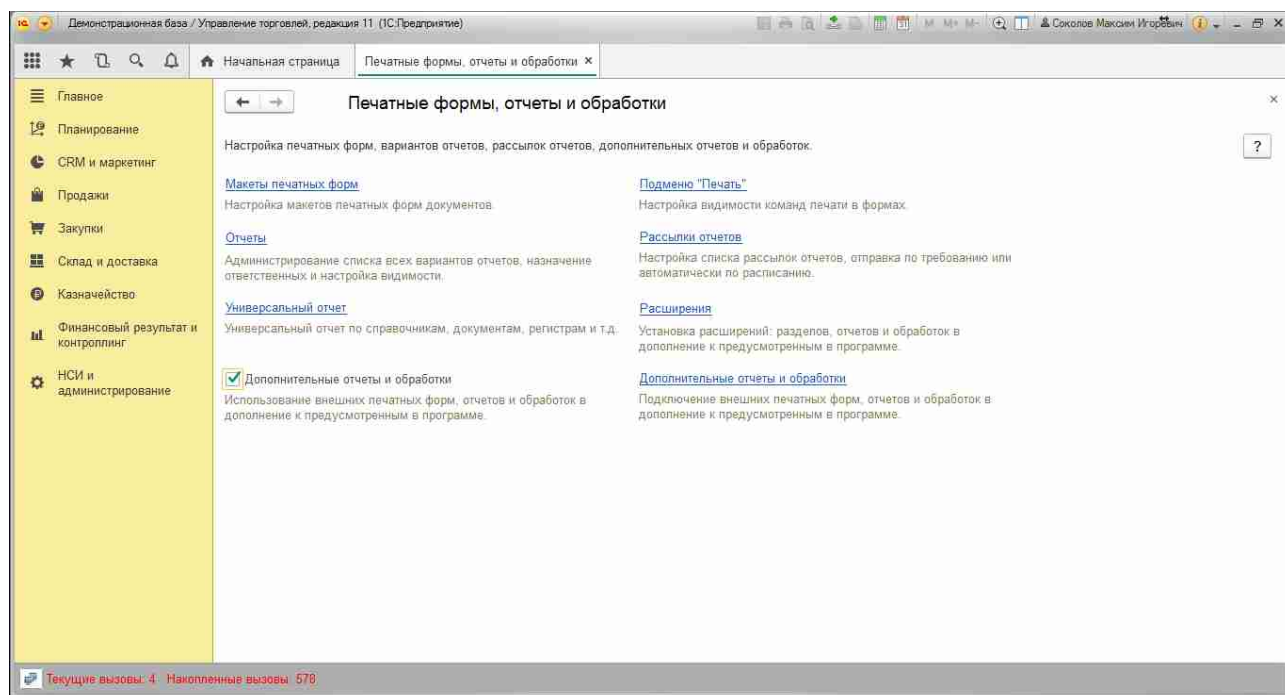 1С Демонстрационная база / Управление торговлей, редакция 11 (1С:Предприятие) M M+ M- Соколов Максим Игоревич
Начальная страница Печатные формы, отчеты и обработки ×
Главное
Планирование
CRM и маркетинг
Продажи
Закупки
Склад и доставка
Казначейство
Финансовый результат и
контроллинг
НСИ и
администрирование
Печатные формы, отчеты и обработки
Настройка печатных форм, вариантов отчетов, рассылок отчетов, дополнительных отчетов и обработок.
?
Макеты печатных форм
Настройка макетов печатных форм документов.
Подменю "Печать"
Настройка видимости команд печати в формах.
Отчеты
Администрирование списка всех вариантов отчетов, назначение
ответственных и настройка видимости.
Рассылки отчетов
Настройка списка рассылок отчетов, отправка по требованию или
автоматически по расписанию.
Универсальный отчет
Универсальный отчет по справочникам, документам, регистрам и т.д.
Расширения
Установка расширений: разделов, отчетов и обработок в
дополнение к предусмотренным в программе.
Дополнительные отчеты и обработки
Использование внешних печатных форм, отчетов и обработок в
дополнение к предусмотренным в программе.
Дополнительные отчеты и обработки
Подключение внешних печатных форм, отчетов и обработок в
дополнение к предусмотренным в программе.
Текущие вызовы: 4 Накопленные вызовы: 578